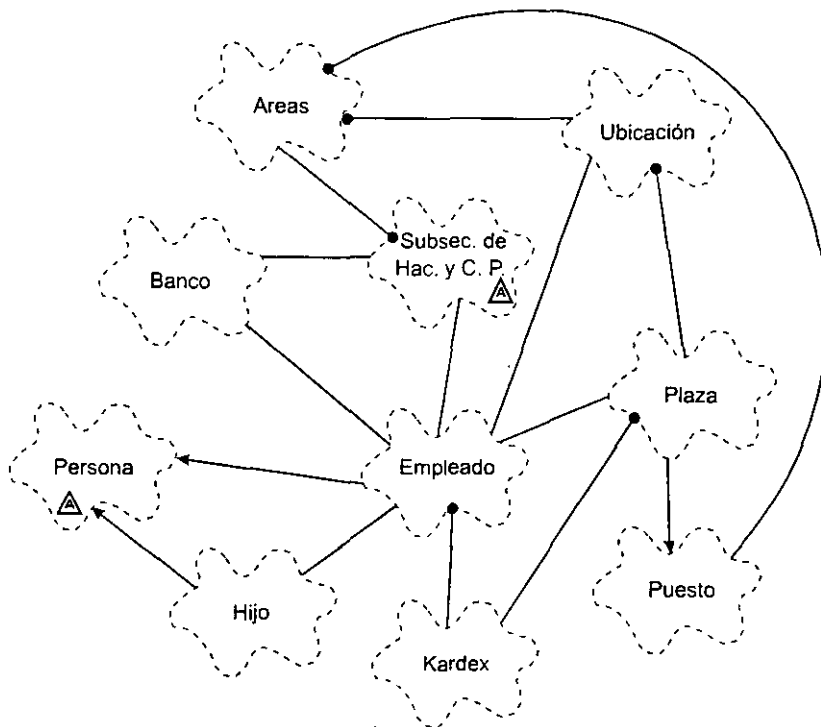 Areas
Ubicación
Subsec. de
Hac. y C. P.
A
Banco
Plaza
Persona
A
Empleado
Hijo
Kardex
Puesto